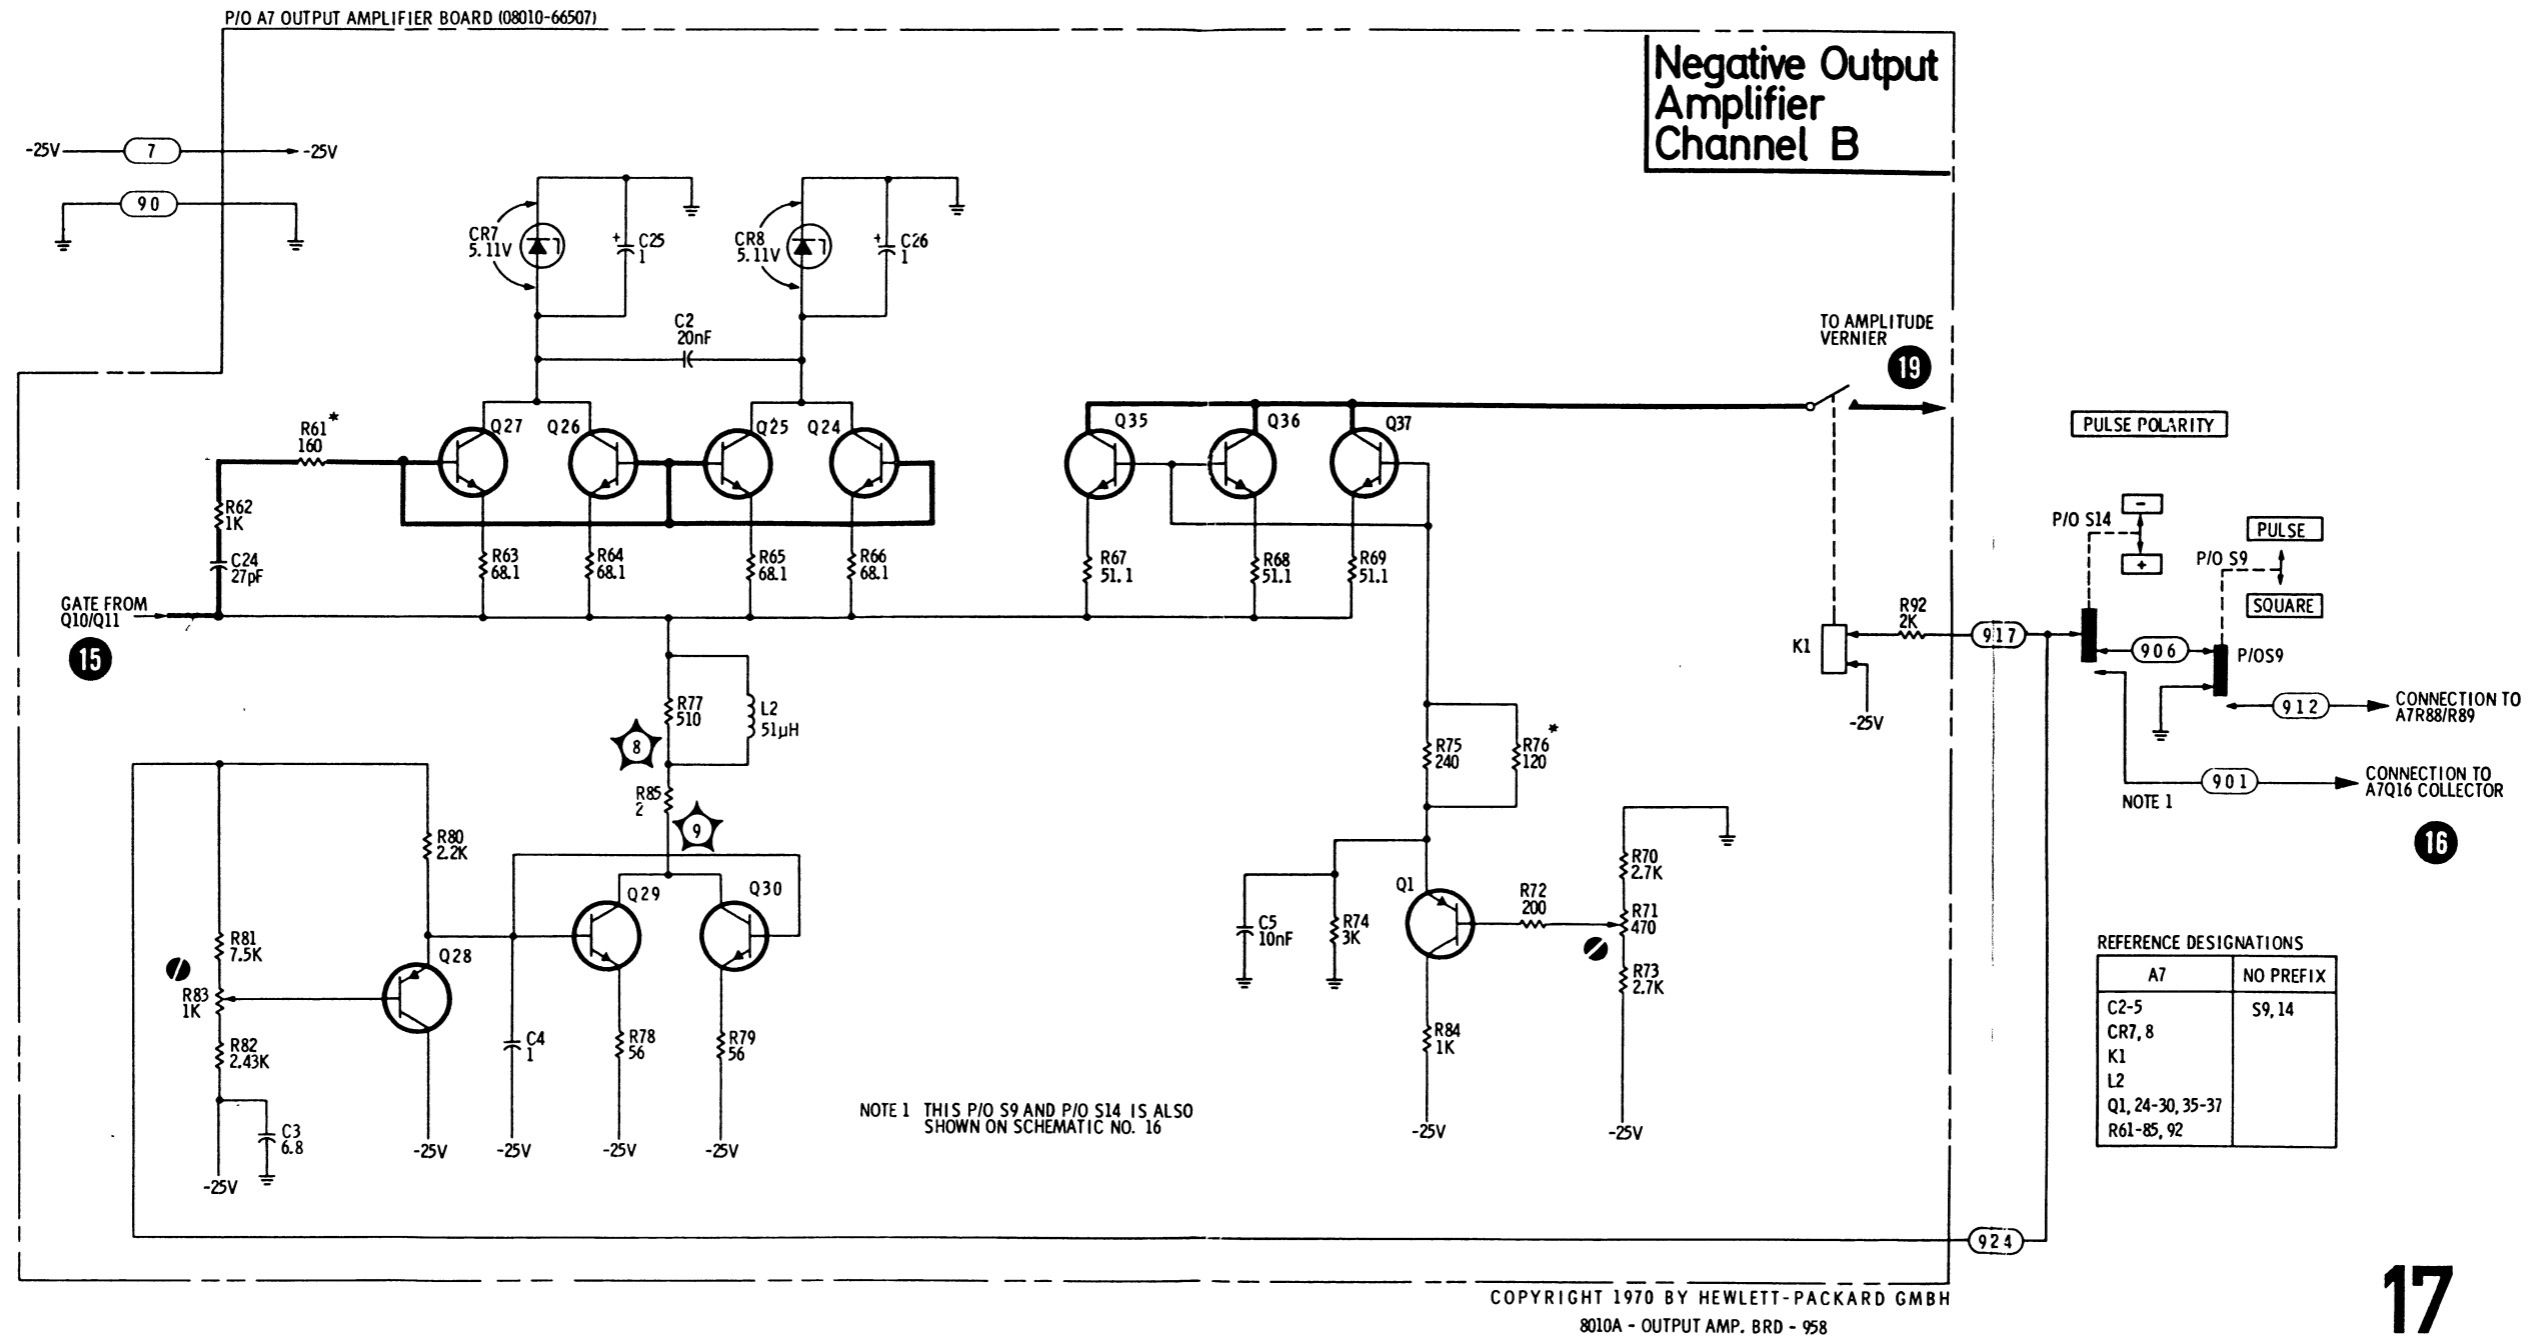 P/O A7 OUTPUT AMPLIFIER BOARD (08010-66507)
Negative Output
Amplifier
Channel B
-25V
7
-25V
90
CR7
5.11V
+
C25
1
CR8
5.11V
+
C26
1
C2
20nF
TO AMPLITUDE
VERNIER
19
R61*
160
Q27
Q26
Q25
Q24
Q35
Q36
Q37
PULSE POLARITY
R62
1K
C24
27pF
R63
68.1
R64
68.1
R65
68.1
R66
68.1
R67
51.1
R68
51.1
R69
51.1
P/O S14
-
+
PULSE
P/O S9
SQUARE
GATE FROM
Q10/Q11
15
R92
2K
917
K1
-25V
906
P/OS9
912
CONNECTION TO
A7R88/R89
R77
510
L2
51µH
8
R85
2
9
R75
240
R76*
120
901
CONNECTION TO
A7Q16 COLLECTOR
NOTE 1
16
R80
2.2K
Q29
Q30
Q1
R72
200
R70
2.7K
R71
470
R73
2.7K
C5
10nF
R74
3K
R81
7.5K
Q28
R83
1K
R82
2.43K
C4
1
R78
56
R79
56
R84
1K
C3
6.8
-25V
-25V
-25V
-25V
-25V
-25V
-25V
NOTE 1 THIS P/O S9 AND P/O S14 IS ALSO
SHOWN ON SCHEMATIC NO. 16
REFERENCE DESIGNATIONS
A7
NO PREFIX
C2-5
S9, 14
CR7, 8
K1
L2
Q1, 24-30, 35-37
R61-85, 92
924
COPYRIGHT 1970 BY HEWLETT-PACKARD GMBH
8010A - OUTPUT AMP. BRD - 958
17